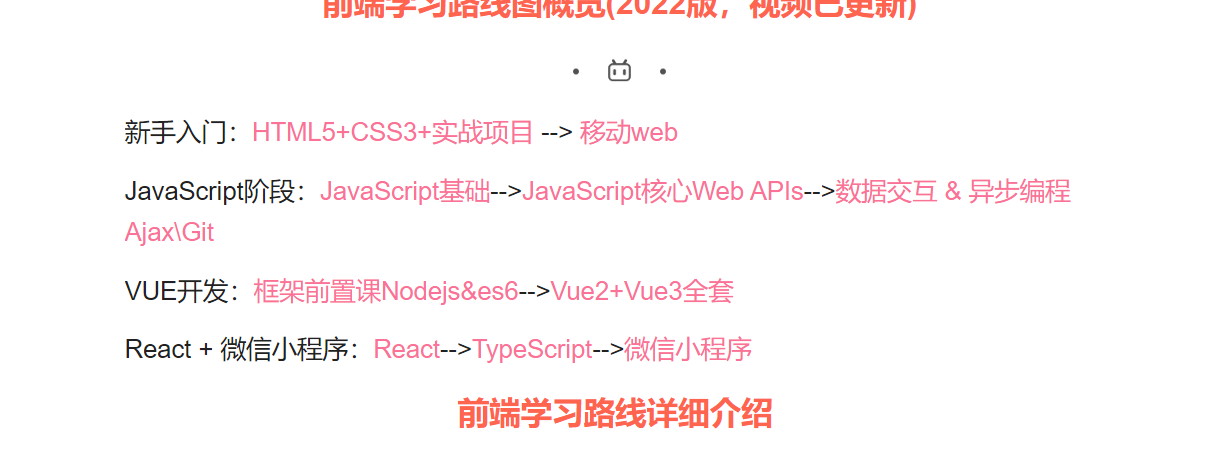 前端学习路线图概览(2022版，视频已更新)
新手入门：HTML5+CSS3+实战项目 --> 移动web
JavaScript阶段：JavaScript基础-->JavaScript核心Web APIs-->数据交互 & 异步编程
Ajax\Git
VUE开发：框架前置课Nodejs&es6-->Vue2+Vue3全套
React + 微信小程序：React-->TypeScript-->微信小程序
前端学习路线详细介绍